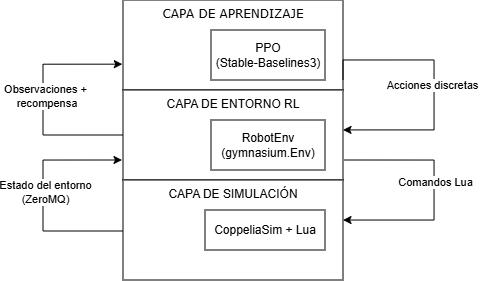 CAPA DE APRENDIZAJE
PPO
(Stable-Baselines3)
Observaciones +
recompensa
Acciones discretas
CAPA DE ENTORNO RL
RobotEnv
(gymnasium.Env)
Estado del entorno
(ZeroMQ)
Comandos Lua
CAPA DE SIMULACIÓN
CoppeliaSim + Lua